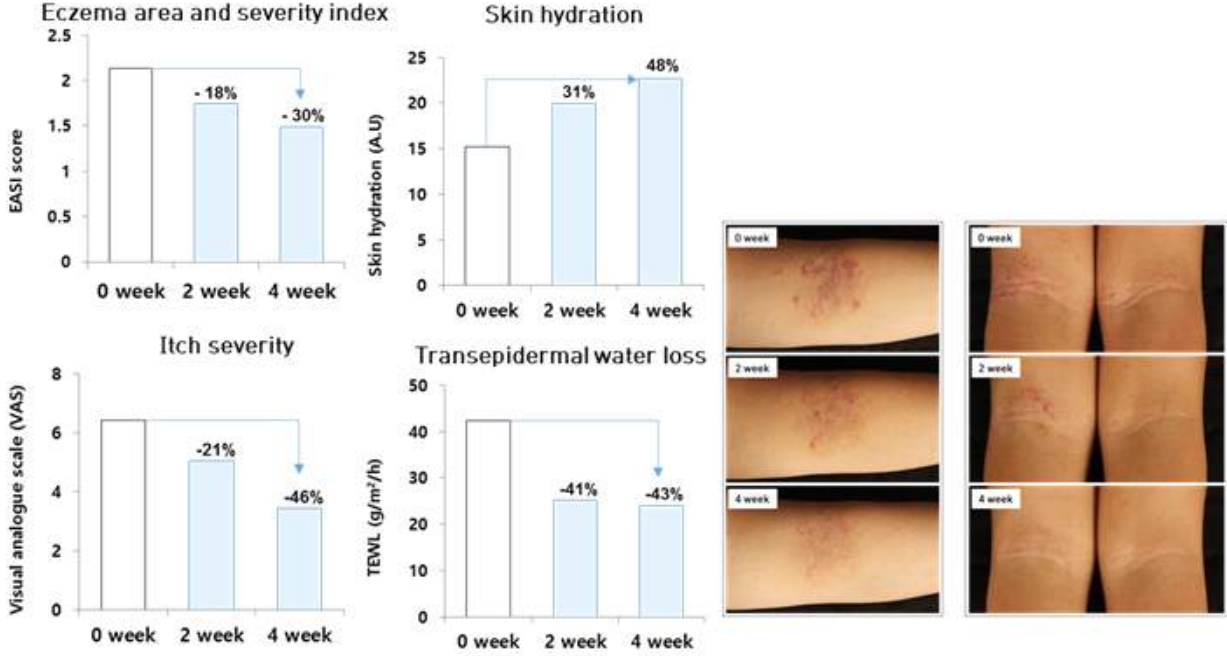 Eczema area and severity index
EASI score
2.5
2
1.5
1
0.5
0
- 18%
- 30%
0 week 2 week 4 week
Skin hydration
Skin hydration (A.U)
25
20
15
10
5
0
31%
48%
0 week 2 week 4 week
Itch severity
Visual analogue scale (VAS)
8
6
4
2
0
-21%
-46%
0 week 2 week 4 week
Transepidermal water loss
TEWL (g/m²/h)
50
40
30
20
10
0
-41%
-43%
0 week 2 week 4 week
0 week
2 week
4 week
0 week
2 week
4 week